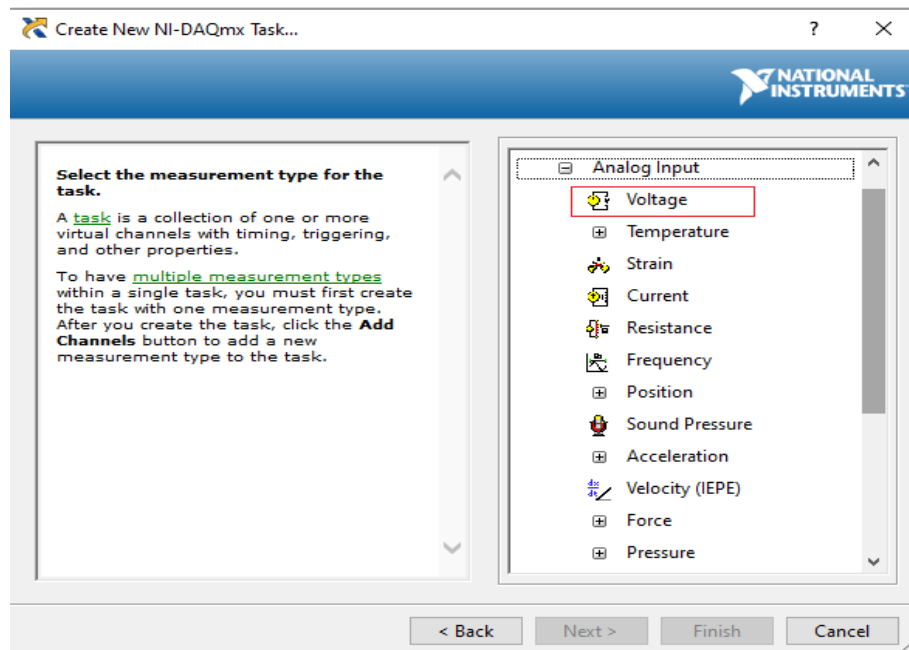 Create New NI-DAQmx Task...
?
NATIONAL
INSTRUMENTS
Select the measurement type for the
task.
A task is a collection of one or more
virtual channels with timing, triggering,
and other properties.
To have multiple measurement types
within a single task, you must first create
the task with one measurement type.
After you create the task, click the Add
Channels button to add a new
measurement type to the task.
Analog Input
Voltage
Temperature
Strain
Current
Resistance
Frequency
Position
Sound Pressure
Acceleration
Velocity (IEPE)
Force
Pressure
< Back
Next >
Finish
Cancel